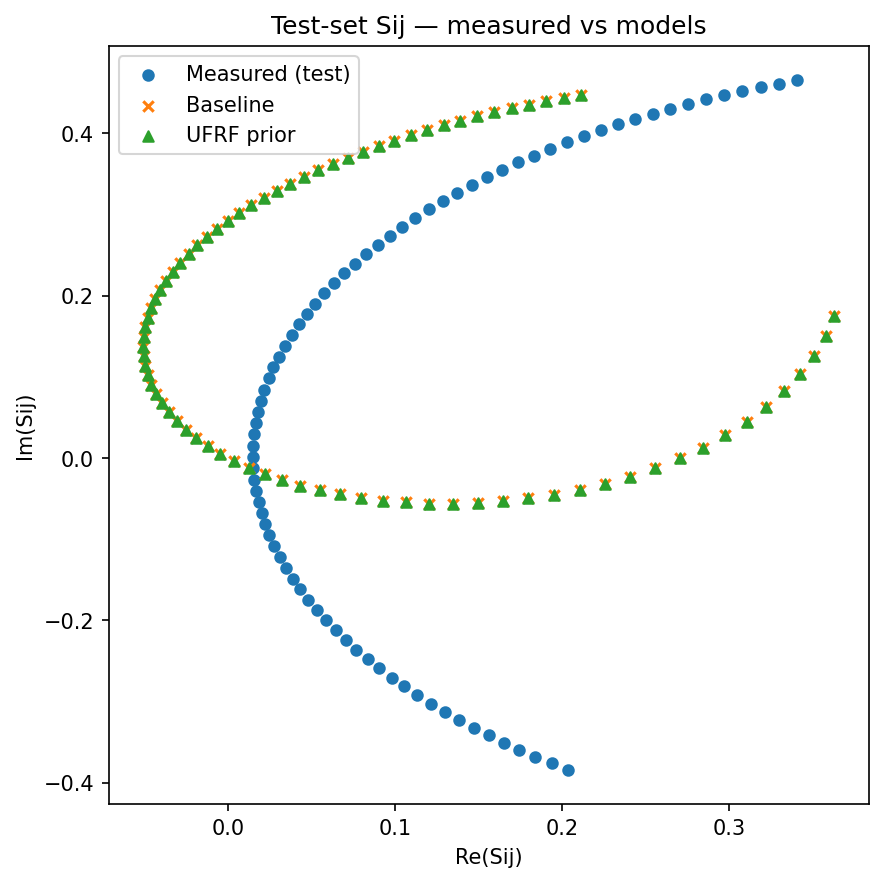 Test-set Sij — measured vs models
Measured (test)
Baseline
UFRF prior
Im(Sij)
0.4
0.2
0.0
−0.2
−0.4
0.0
0.1
0.2
0.3
Re(Sij)